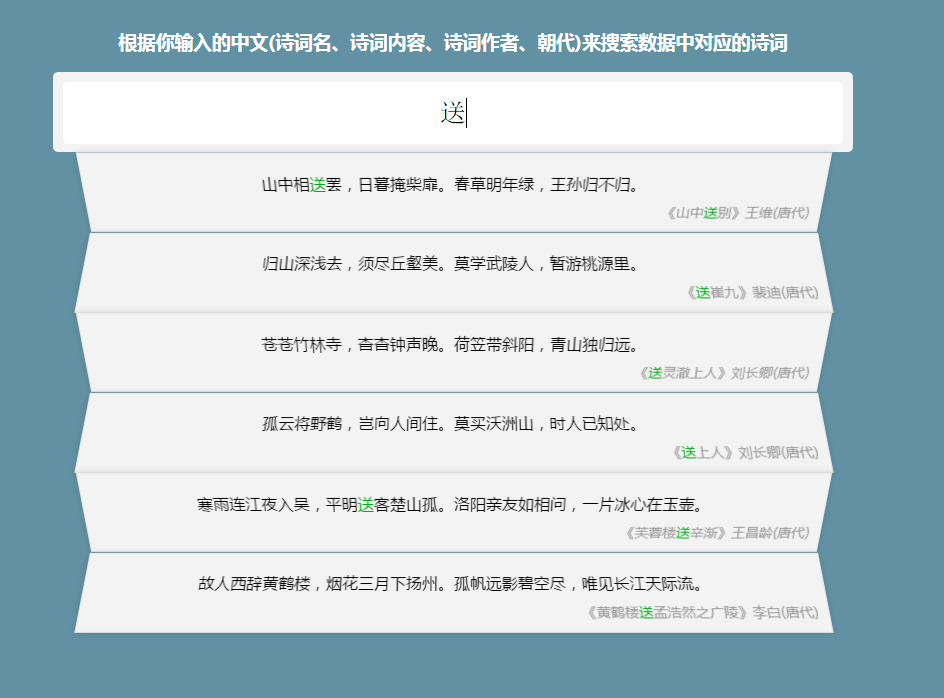 根据你输入的中文(诗词名、诗词内容、诗词作者、朝代)来搜索数据中对应的诗词
送
山中相送罢，日暮掩柴扉。春草明年绿，王孙归不归。
《山中送别》王维(唐代)
归山深浅去，须尽丘壑美。莫学武陵人，暂游桃源里。
《送崔九》裴迪(唐代)
苍苍竹林寺，杳杳钟声晚。荷笠带斜阳，青山独归远。
《送灵澈上人》刘长卿(唐代)
孤云将野鹤，岂向人间住。莫买沃洲山，时人已知处。
《送上人》刘长卿(唐代)
寒雨连江夜入吴，平明送客楚山孤。洛阳亲友如相问，一片冰心在玉壶。
《芙蓉楼送辛渐》王昌龄(唐代)
故人西辞黄鹤楼，烟花三月下扬州。孤帆远影碧空尽，唯见长江天际流。
《黄鹤楼送孟浩然之广陵》李白(唐代)